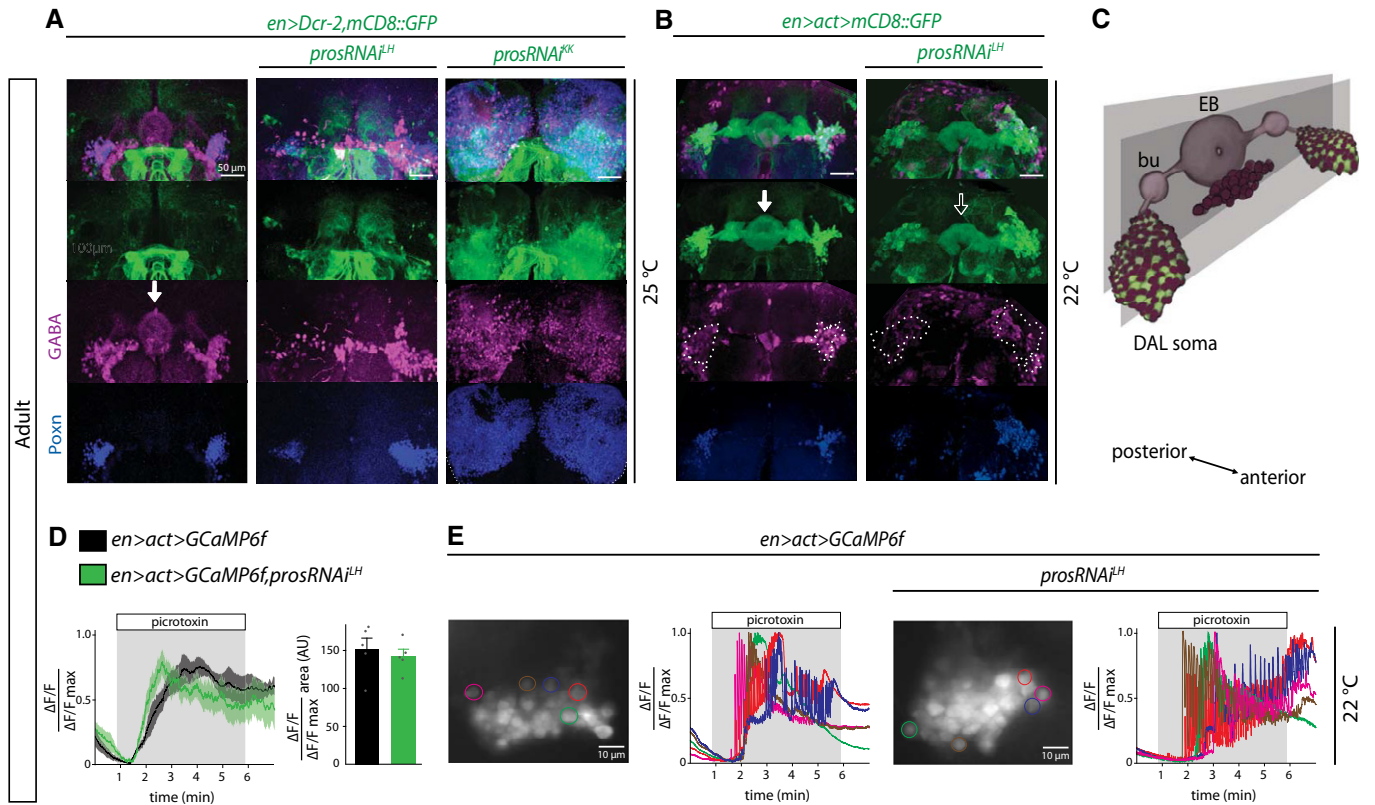 A
en>Dcr-2,mCD8::GFP
prosRNAi^LH
prosRNAi^KK
B
en>act>mCD8::GFP
prosRNAi^LH
C
Adult
GABA
Poxn
50 μm
100μm
25 °C
22 °C
EB
bu
DAL soma
posterior
anterior
D
en>act>GCaMP6f
en>act>GCaMP6f,prosRNAi^LH
picrotoxin
ΔF/F
ΔF/F max
1.0
0.5
0
1 2 3 4 5 6
time (min)
ΔF/F
ΔF/F max
area (AU)
150
100
50
0
E
en>act>GCaMP6f
prosRNAi^LH
10 μm
picrotoxin
ΔF/F
ΔF/F max
1.0
0.5
0
1 2 3 4 5 6
time (min)
10 μm
picrotoxin
ΔF/F
ΔF/F max
1.0
0.5
0
1 2 3 4 5 6
time (min)
22 °C